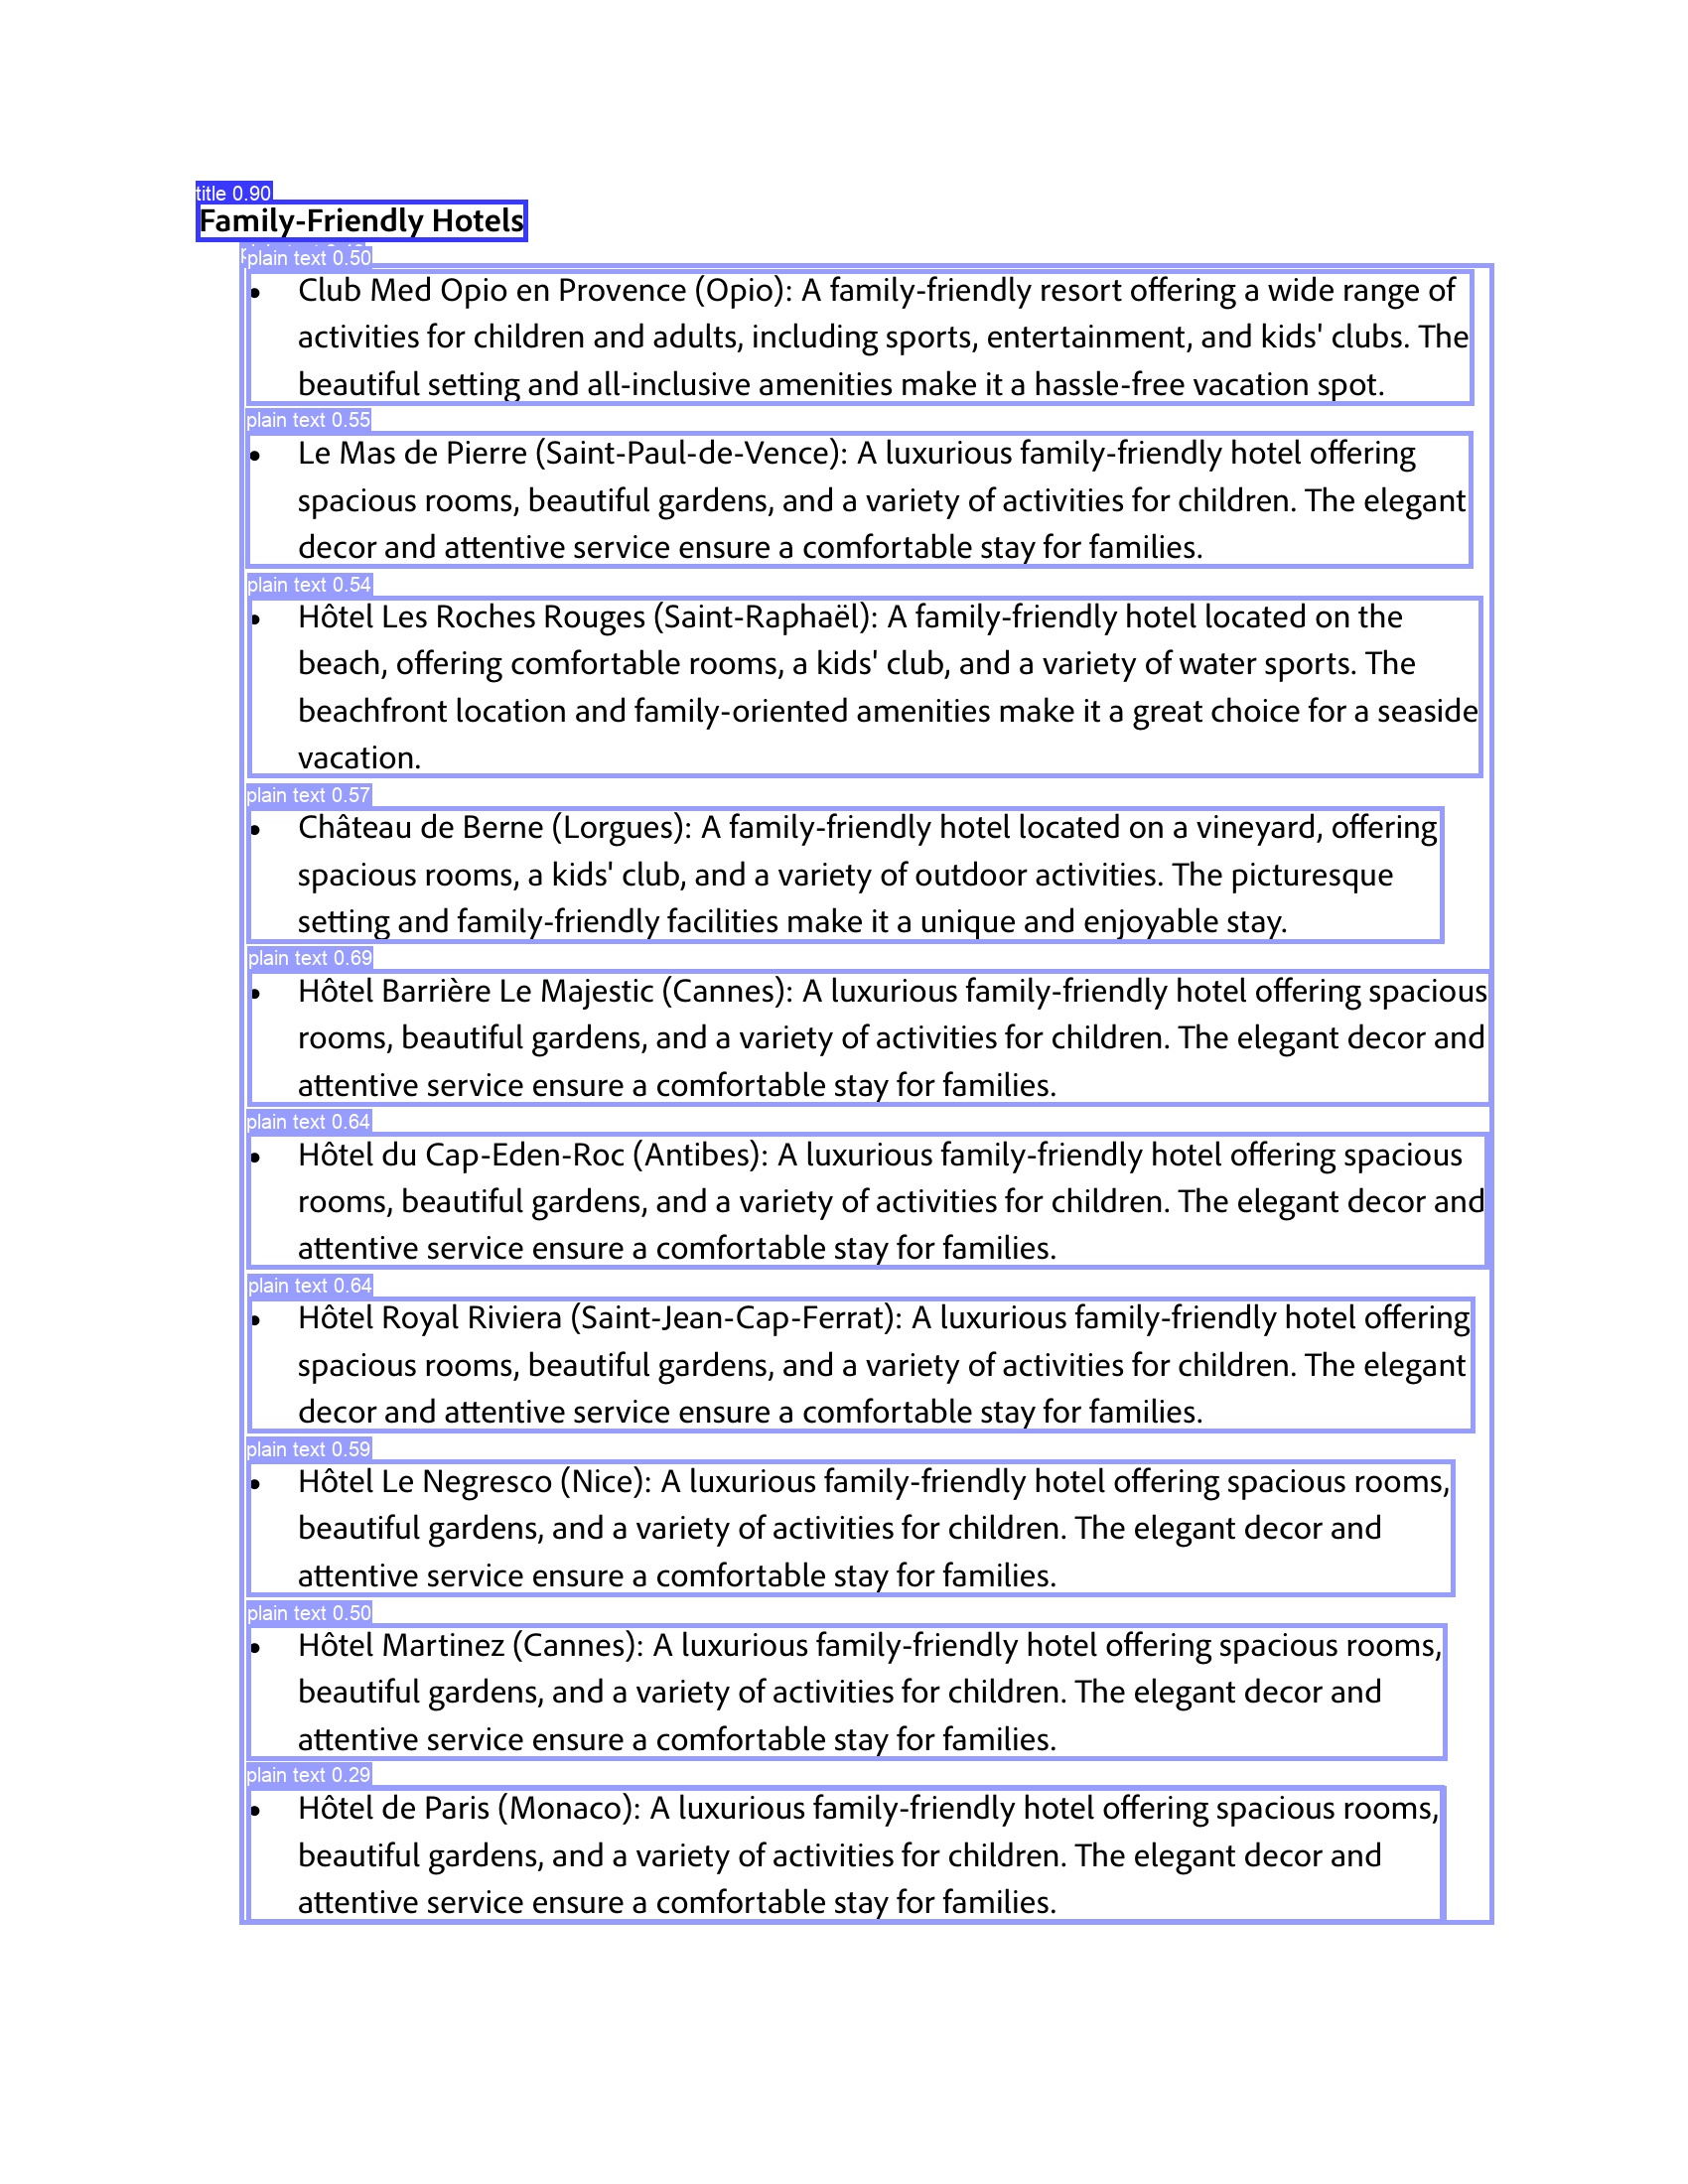 title 0.90
Family-Friendly Hotels
plain text 0.50
• Club Med Opio en Provence (Opio): A family-friendly resort offering a wide range of
activities for children and adults, including sports, entertainment, and kids' clubs. The
beautiful setting and all-inclusive amenities make it a hassle-free vacation spot.
plain text 0.55
• Le Mas de Pierre (Saint-Paul-de-Vence): A luxurious family-friendly hotel offering
spacious rooms, beautiful gardens, and a variety of activities for children. The elegant
decor and attentive service ensure a comfortable stay for families.
plain text 0.54
• Hôtel Les Roches Rouges (Saint-Raphaël): A family-friendly hotel located on the
beach, offering comfortable rooms, a kids' club, and a variety of water sports. The
beachfront location and family-oriented amenities make it a great choice for a seaside
vacation.
plain text 0.57
• Château de Berne (Lorgues): A family-friendly hotel located on a vineyard, offering
spacious rooms, a kids' club, and a variety of outdoor activities. The picturesque
setting and family-friendly facilities make it a unique and enjoyable stay.
plain text 0.69
• Hôtel Barrière Le Majestic (Cannes): A luxurious family-friendly hotel offering spacious
rooms, beautiful gardens, and a variety of activities for children. The elegant decor and
attentive service ensure a comfortable stay for families.
plain text 0.64
• Hôtel du Cap-Eden-Roc (Antibes): A luxurious family-friendly hotel offering spacious
rooms, beautiful gardens, and a variety of activities for children. The elegant decor and
attentive service ensure a comfortable stay for families.
plain text 0.64
• Hôtel Royal Riviera (Saint-Jean-Cap-Ferrat): A luxurious family-friendly hotel offering
spacious rooms, beautiful gardens, and a variety of activities for children. The elegant
decor and attentive service ensure a comfortable stay for families.
plain text 0.59
• Hôtel Le Negresco (Nice): A luxurious family-friendly hotel offering spacious rooms,
beautiful gardens, and a variety of activities for children. The elegant decor and
attentive service ensure a comfortable stay for families.
plain text 0.50
• Hôtel Martinez (Cannes): A luxurious family-friendly hotel offering spacious rooms,
beautiful gardens, and a variety of activities for children. The elegant decor and
attentive service ensure a comfortable stay for families.
plain text 0.29
• Hôtel de Paris (Monaco): A luxurious family-friendly hotel offering spacious rooms,
beautiful gardens, and a variety of activities for children. The elegant decor and
attentive service ensure a comfortable stay for families.